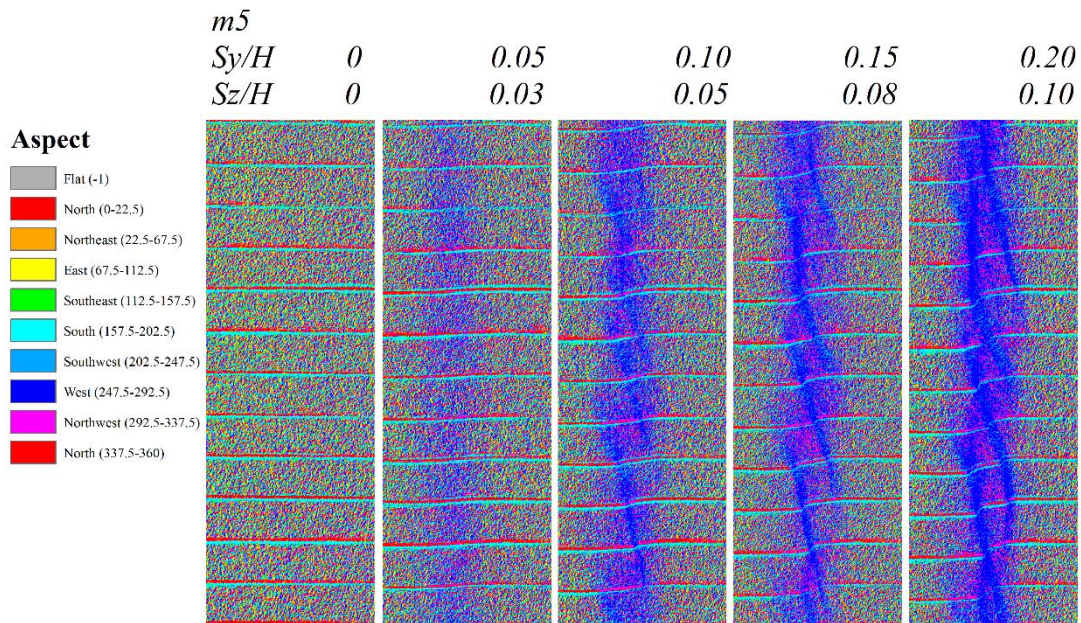 m5
Sy/H 0 0.05 0.10 0.15 0.20
Sz/H 0 0.03 0.05 0.08 0.10
Aspect
Flat (-1)
North (0-22.5)
Northeast (22.5-67.5)
East (67.5-112.5)
Southeast (112.5-157.5)
South (157.5-202.5)
Southwest (202.5-247.5)
West (247.5-292.5)
Northwest (292.5-337.5)
North (337.5-360)